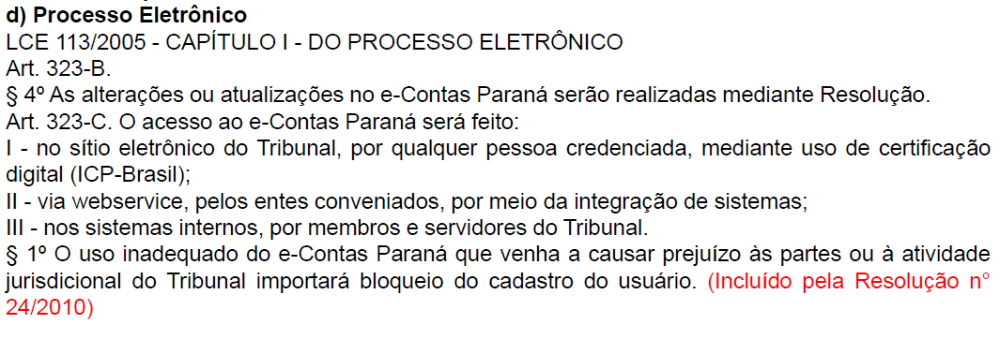 d) Processo Eletrônico
LCE 113/2005 - CAPÍTULO I - DO PROCESSO ELETRÔNICO
Art. 323-B.
§ 4º As alterações ou atualizações no e-Contas Paraná serão realizadas mediante Resolução.
Art. 323-C. O acesso ao e-Contas Paraná será feito:
I - no sítio eletrônico do Tribunal, por qualquer pessoa credenciada, mediante uso de certificação
digital (ICP-Brasil);
II - via webservice, pelos entes conveniados, por meio da integração de sistemas;
III - nos sistemas internos, por membros e servidores do Tribunal.
§ 1º O uso inadequado do e-Contas Paraná que venha a causar prejuízo às partes ou à atividade
jurisdicional do Tribunal importará bloqueio do cadastro do usuário. (Incluído pela Resolução n°
24/2010)